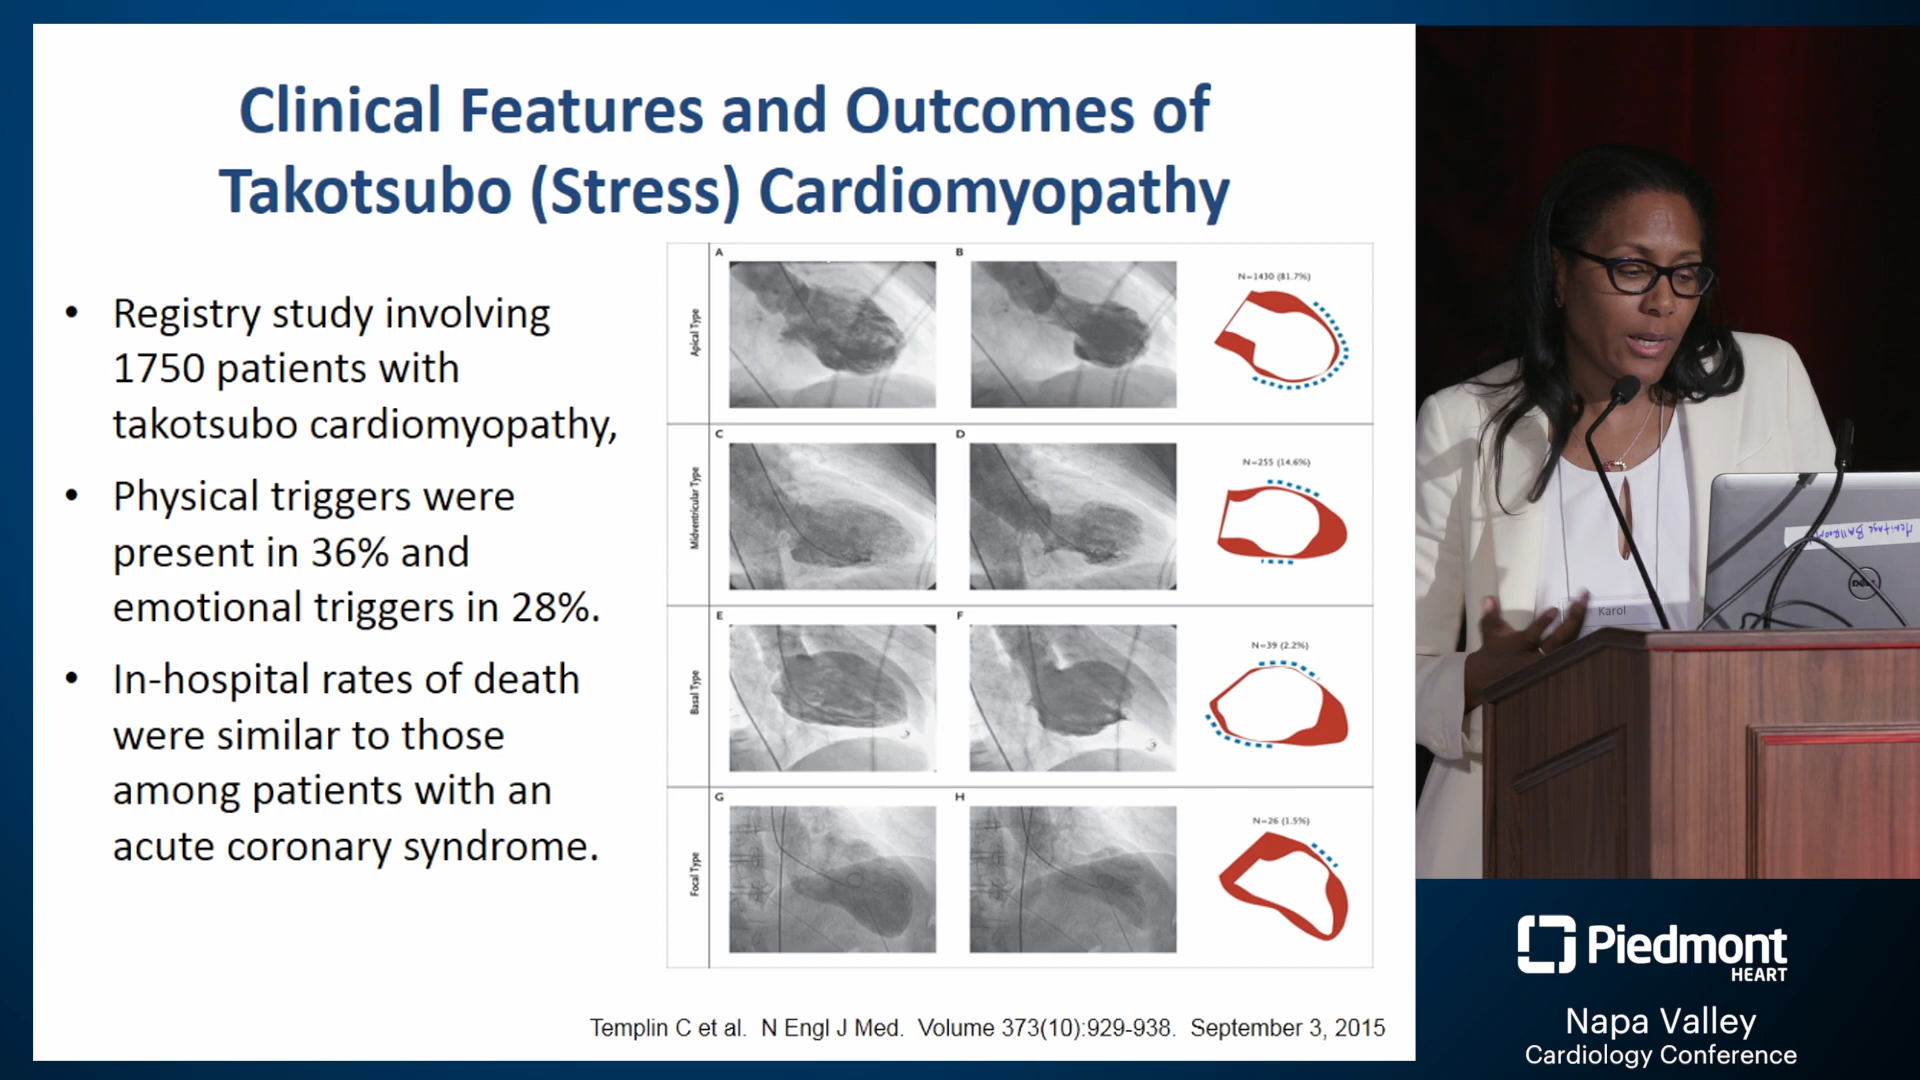 Clinical Features and Outcomes of
Takotsubo (Stress) Cardiomyopathy
• Registry study involving
1750 patients with
takotsubo cardiomyopathy,
• Physical triggers were
present in 36% and
emotional triggers in 28%.
• In-hospital rates of death
were similar to those
among patients with an
acute coronary syndrome.
Apical Type
A
B
N=1430 (81.7%)
Midventricular Type
C
D
N=255 (14.6%)
Basal Type
E
F
N=39 (2.2%)
Focal Type
G
H
N=26 (1.5%)
Templin C et al. N Engl J Med. Volume 373(10):929-938. September 3, 2015
Meritage Ballroom
DELL
Karol
Piedmont
HEART
Napa Valley
Cardiology Conference